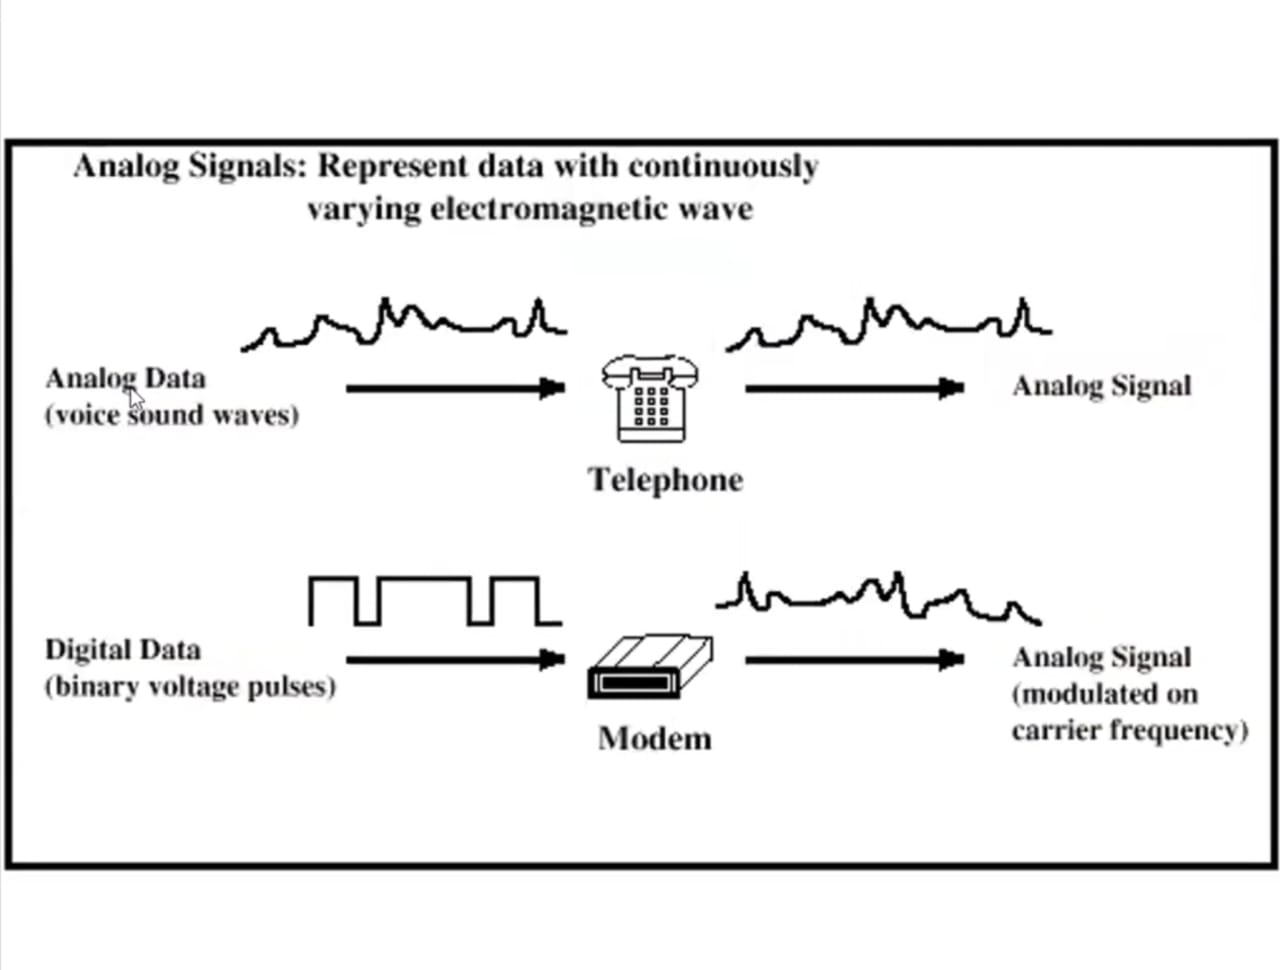 Analog Signals: Represent data with continuously
varying electromagnetic wave
Analog Data
(voice sound waves)
Analog Signal
Telephone
Digital Data
(binary voltage pulses)
Analog Signal
(modulated on
carrier frequency)
Modem